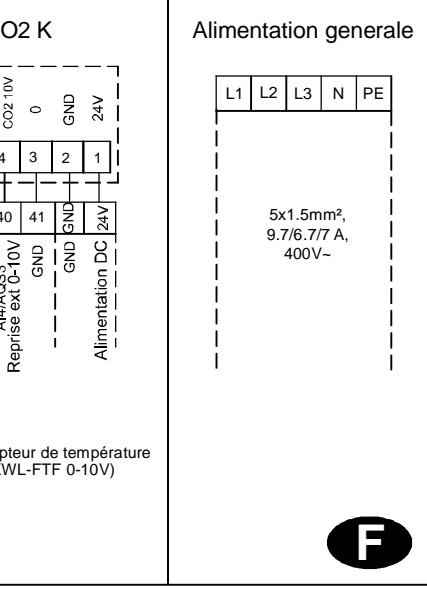 O2 K
CO2 10V
0
GND
24V
4
3
2
1
40
41
GND
24V
AI4/AQS3
Reprise ext 0-10V
GND
GND
Alimentation DC
pteur de température
WL-FTF 0-10V)
Alimentation generale
L1 L2 L3 N PE
5x1.5mm²,
9.7/6.7/7 A,
400V~
F